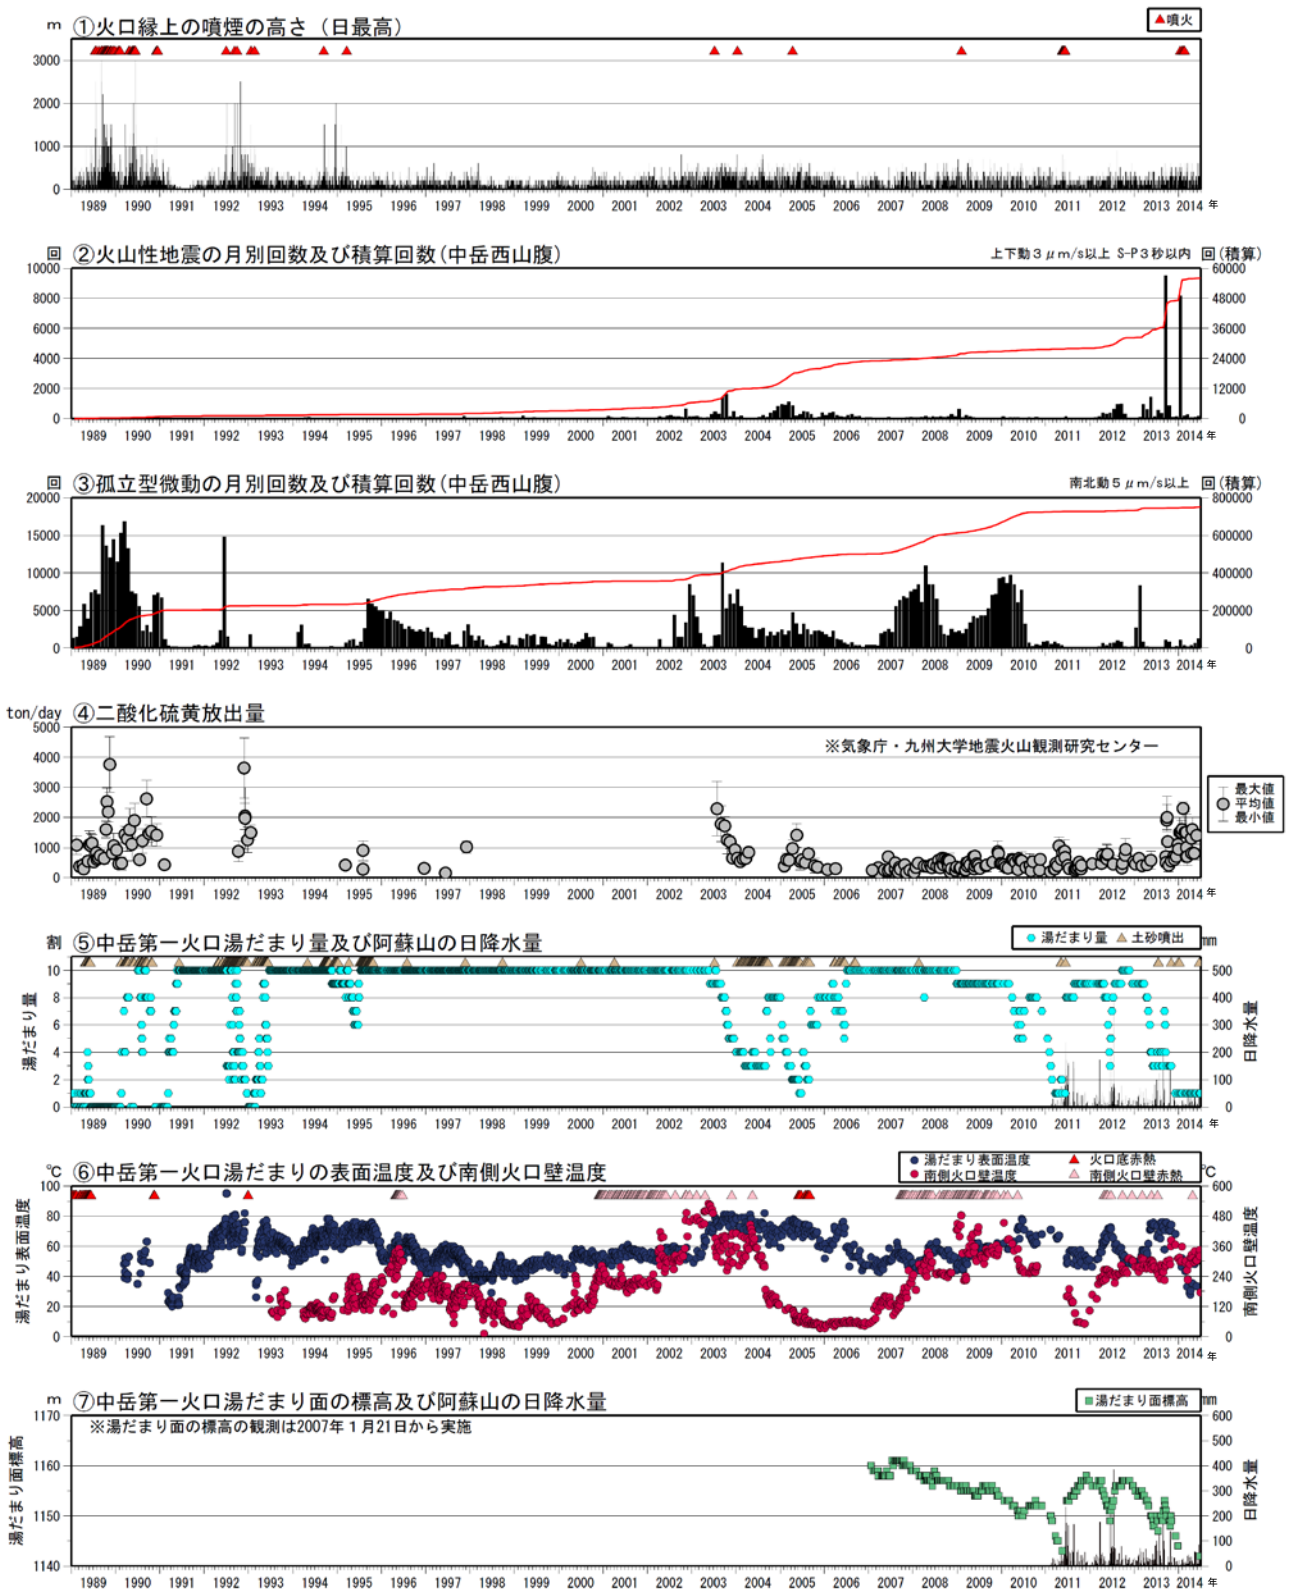 m ①火口縁上の噴煙の高さ（日最高） ▲噴火
3000
2000
1000
0
1989 1990 1991 1992 1993 1994 1995 1996 1997 1998 1999 2000 2001 2002 2003 2004 2005 2006 2007 2008 2009 2010 2011 2012 2013 2014 年
回 ②火山性地震の月別回数及び積算回数(中岳西山腹) 上下動３μm/s以上 S-P３秒以内 回(積算)
10000 60000
8000 48000
6000 36000
4000 24000
2000 12000
0 0
1989 1990 1991 1992 1993 1994 1995 1996 1997 1998 1999 2000 2001 2002 2003 2004 2005 2006 2007 2008 2009 2010 2011 2012 2013 2014 年
回 ③孤立型微動の月別回数及び積算回数(中岳西山腹) 南北動５μm/s以上 回(積算)
20000 800000
15000 600000
10000 400000
5000 200000
0 0
1989 1990 1991 1992 1993 1994 1995 1996 1997 1998 1999 2000 2001 2002 2003 2004 2005 2006 2007 2008 2009 2010 2011 2012 2013 2014 年
ton/day ④二酸化硫黄放出量
※気象庁・九州大学地震火山観測研究センター
5000
4000
3000
2000
1000
0
最大値
平均値
最小値
1989 1990 1991 1992 1993 1994 1995 1996 1997 1998 1999 2000 2001 2002 2003 2004 2005 2006 2007 2008 2009 2010 2011 2012 2013 2014 年
割 ⑤中岳第一火口湯だまり量及び阿蘇山の日降水量 湯だまり量 ▲土砂噴出 mm
湯だまり量
日降水量
10 500
8 400
6 300
4 200
2 100
0 0
1989 1990 1991 1992 1993 1994 1995 1996 1997 1998 1999 2000 2001 2002 2003 2004 2005 2006 2007 2008 2009 2010 2011 2012 2013 2014 年
℃ ⑥中岳第一火口湯だまりの表面温度及び南側火口壁温度 ℃
●湯だまり表面温度 ▲火口底赤熱
●南側火口壁温度 △南側火口壁赤熱
湯だまり表面温度
南側火口壁温度
100 600
80 480
60 360
40 240
20 120
0 0
1989 1990 1991 1992 1993 1994 1995 1996 1997 1998 1999 2000 2001 2002 2003 2004 2005 2006 2007 2008 2009 2010 2011 2012 2013 2014 年
m ⑦中岳第一火口湯だまり面の標高及び阿蘇山の日降水量 ■湯だまり面標高 mm
※湯だまり面の標高の観測は2007年１月21日から実施
湯だまり面標高
日降水量
1170 600
500
1160 400
300
1150 200
100
1140 0
1989 1990 1991 1992 1993 1994 1995 1996 1997 1998 1999 2000 2001 2002 2003 2004 2005 2006 2007 2008 2009 2010 2011 2012 2013 2014 年